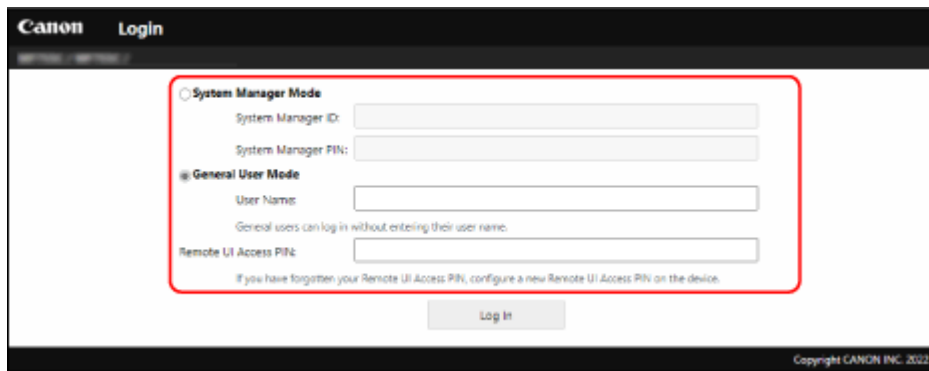 Canon Login
System Manager Mode
System Manager ID:
System Manager PIN:
General User Mode
User Name:
General users can log in without entering their user name.
Remote UI Access PIN:
If you have forgotten your Remote UI Access PIN, configure a new Remote UI Access PIN on the device.
Log In
Copyright CANON INC. 2022